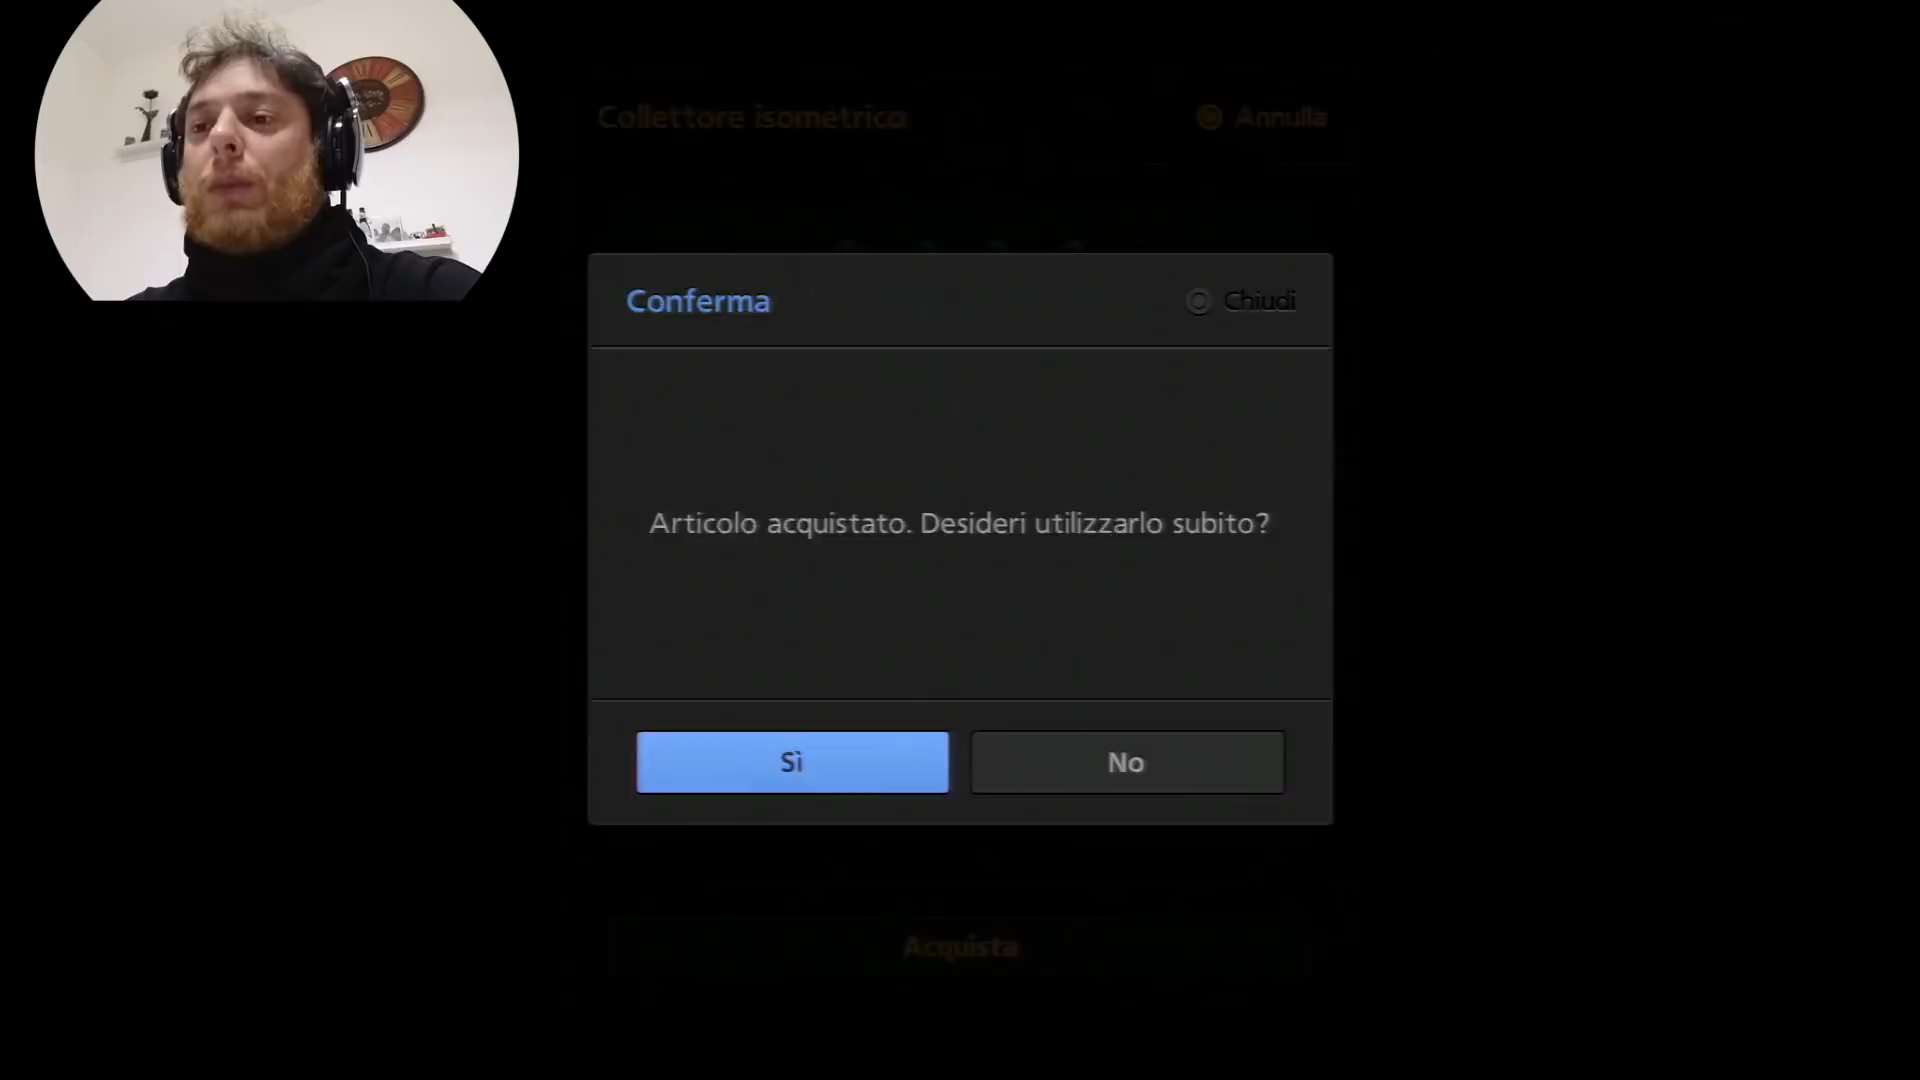 Collettore isometrico
Annulla
Conferma
Chiudi
Articolo acquistato. Desideri utilizzarlo subito?
Sì
No
Acquista